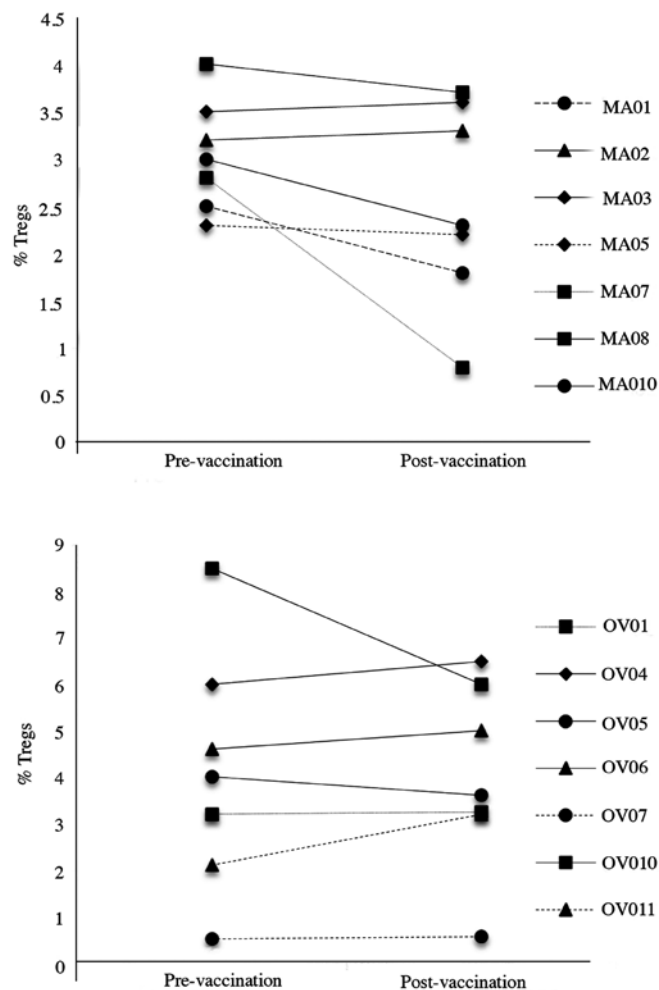 4.5
4
3.5
3
2.5
2
1.5
1
0.5
0
% Tregs
Pre-vaccination
Post-vaccination
MA01
MA02
MA03
MA05
MA07
MA08
MA010
9
8
7
6
5
4
3
2
1
0
% Tregs
Pre-vaccination
Post-vaccination
OV01
OV04
OV05
OV06
OV07
OV010
OV011